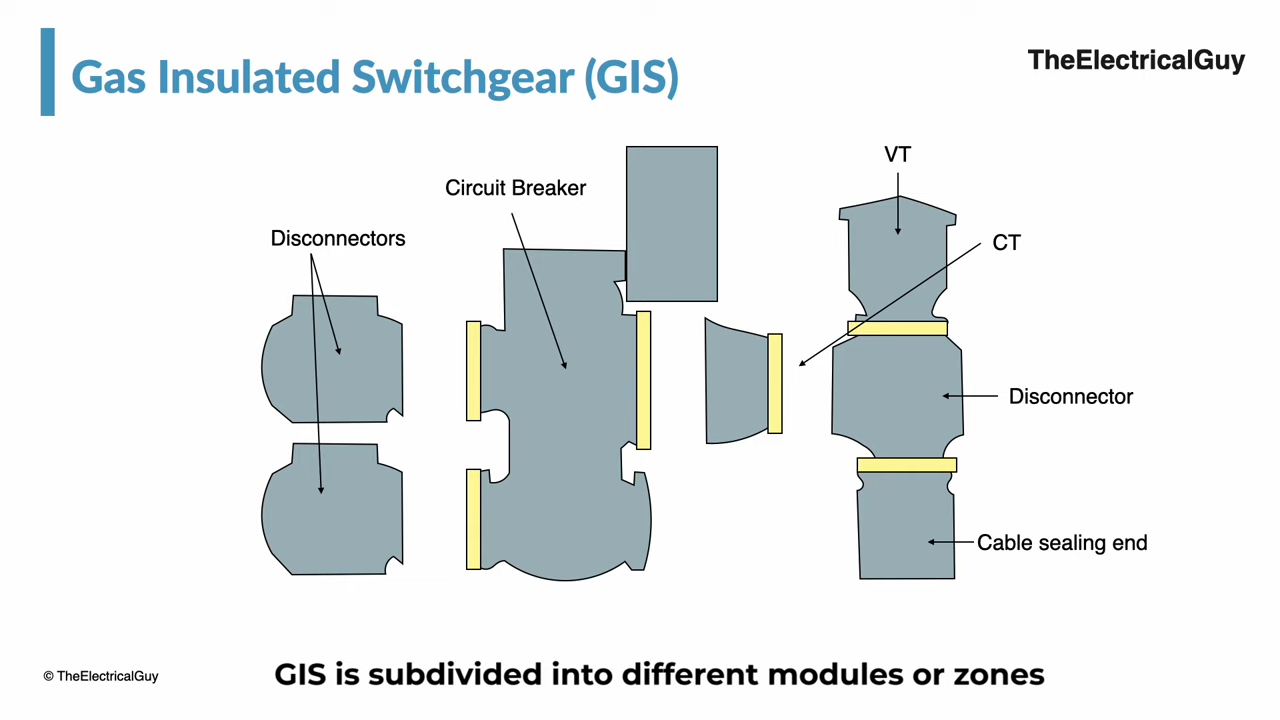 Gas Insulated Switchgear (GIS)
TheElectricalGuy
VT
Circuit Breaker
Disconnectors
CT
Disconnector
Cable sealing end
© TheElectricalGuy
GIS is subdivided into different modules or zones